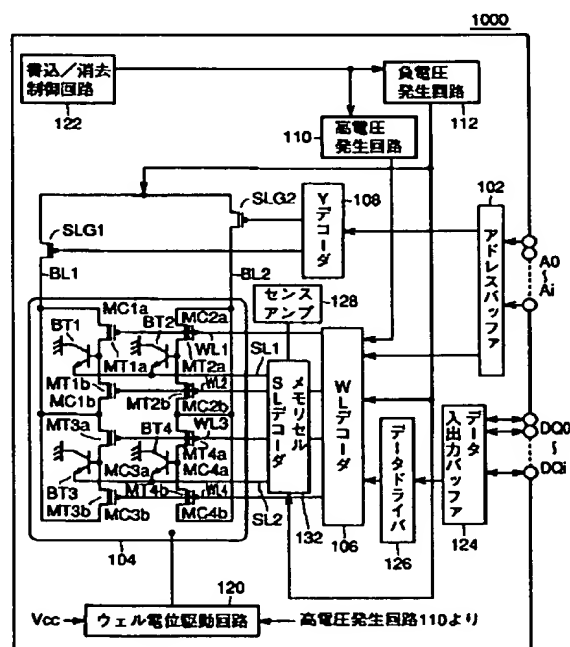 1000
書込/消去
制御回路
122
負電圧
発生回路
112
110
高電圧
発生回路
SLG2
108
Yデコーダ
102
アドレスバッファ
SLG1
BL1
BL2
A0
~
Ai
センス
アンプ
128
MC1a
MC2a
BT1
BT2
WL1
SL1
MT1a
MT2a
MT1b
MC1b
MT2b
WL2
MC2b
MT3a
BT4
WL3
MT4a
MC3a
MC4a
BT3
MT3b
MC3b
MT4b
WL4
MC4b
SL2
104
メモリセル
SLデコーダ
132
WLデコーダ
106
データドライバ
126
データ
入出力バッファ
124
DQ0
~
DQi
120
Vcc
ウェル電位駆動回路
高電圧発生回路110より